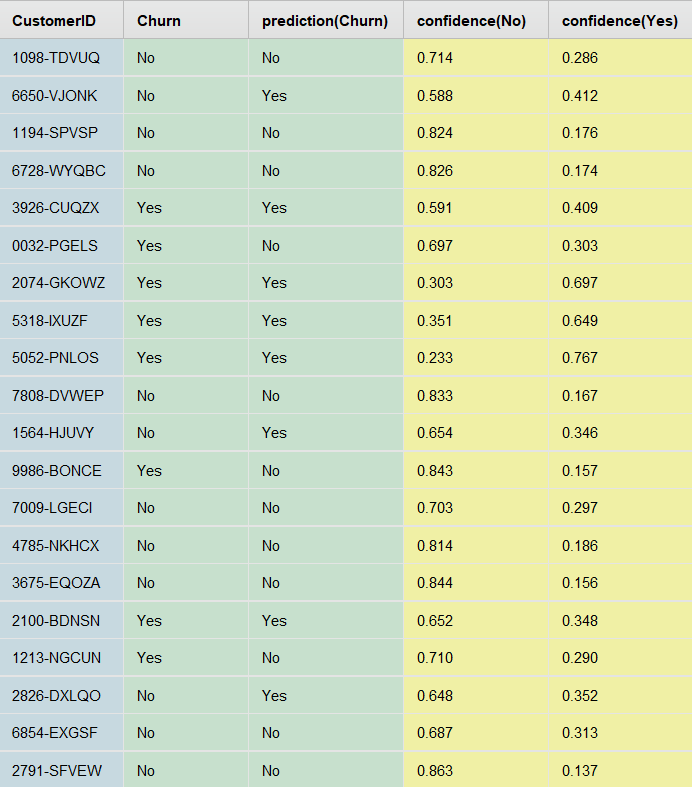 CustomerID Churn prediction(Churn) confidence(No) confidence(Yes)
1098-TDVUQ No No 0.714 0.286
6650-VJONK No Yes 0.588 0.412
1194-SPVSP No No 0.824 0.176
6728-WYQBC No No 0.826 0.174
3926-CUQZX Yes Yes 0.591 0.409
0032-PGELS Yes No 0.697 0.303
2074-GKOWZ Yes Yes 0.303 0.697
5318-IXUZF Yes Yes 0.351 0.649
5052-PNLOS Yes Yes 0.233 0.767
7808-DVWEP No No 0.833 0.167
1564-HJUVY No Yes 0.654 0.346
9986-BONCE Yes No 0.843 0.157
7009-LGECI No No 0.703 0.297
4785-NKHCX No No 0.814 0.186
3675-EQOZA No No 0.844 0.156
2100-BDNSN Yes Yes 0.652 0.348
1213-NGCUN Yes No 0.710 0.290
2826-DXLQO No Yes 0.648 0.352
6854-EXGSF No No 0.687 0.313
2791-SFVEW No No 0.863 0.137